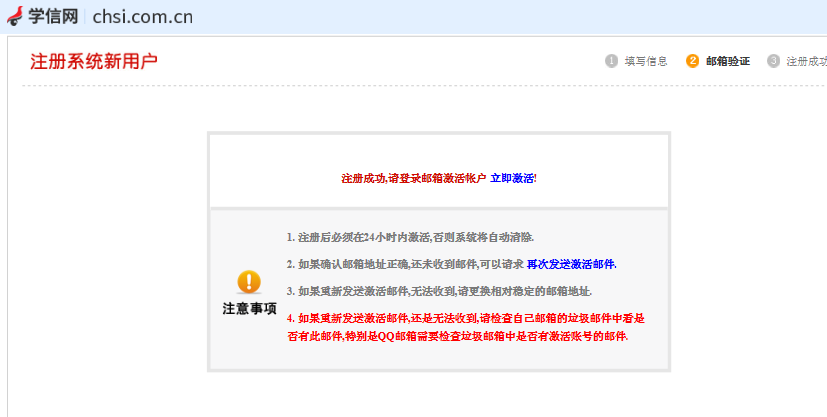 学信网 chsi.com.cn
注册系统新用户
1 填写信息 2 邮箱验证 3 注册成功
注册成功,请登录邮箱激活帐户 立即激活!
1. 注册后必须在24小时内激活,否则系统将自动清除.
2. 如果确认邮箱地址正确,还未收到邮件,可以请求 再次发送激活邮件.
3. 如果重新发送激活邮件,无法收到,请更换相对稳定的邮箱地址.
注意事项
4. 如果重新发送激活邮件,还是无法收到,请检查自己邮箱的垃圾邮件中看是
否有此邮件,特别是QQ邮箱需要检查垃圾邮箱中是否有激活账号的邮件.